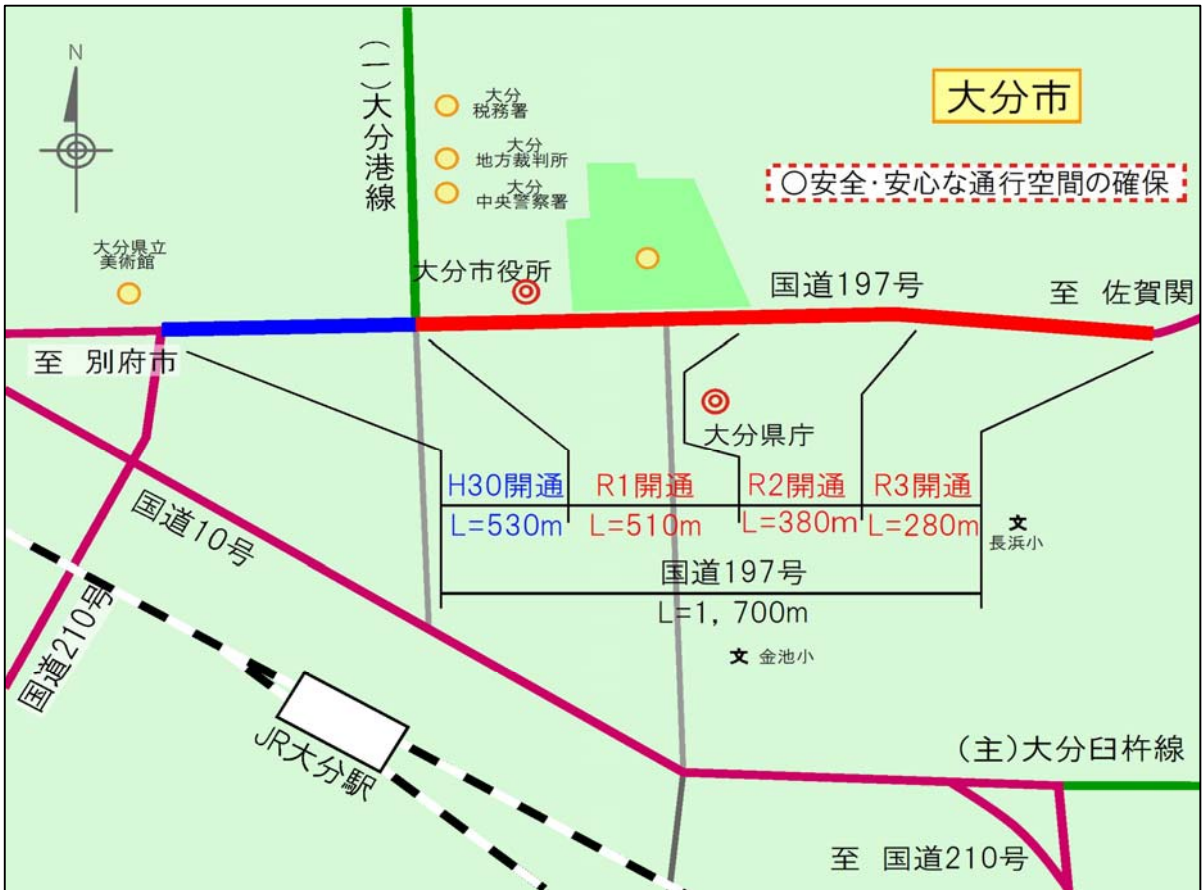 N
(一)大分港線
大分
税務署
大分
地方裁判所
大分
中央警察署
大分市
○安全・安心な通行空間の確保
大分県立
美術館
大分市役所
国道197号
至 佐賀関
至 別府市
大分県庁
H30開通
R1開通
R2開通
R3開通
L=530m
L=510m
L=380m
L=280m
文
長浜小
国道10号
国道197号
L=1,700m
文 金池小
国道210号
JR大分駅
(主)大分臼杵線
至 国道210号